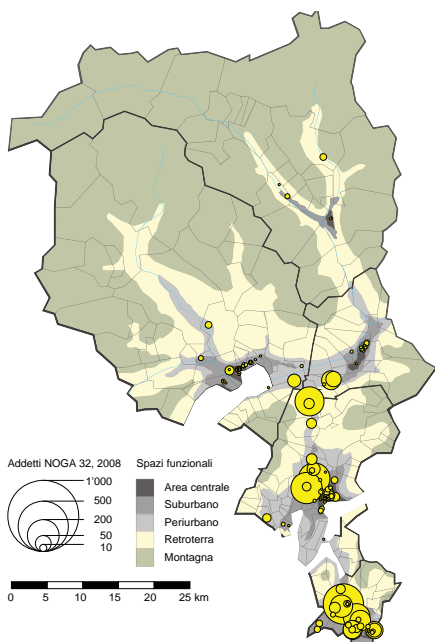 Addetti NOGA 32, 2008
1'000
500
200
50
10
Spazi funzionali
Area centrale
Suburbano
Periurbano
Retroterra
Montagna
0 5 10 15 20 25 km